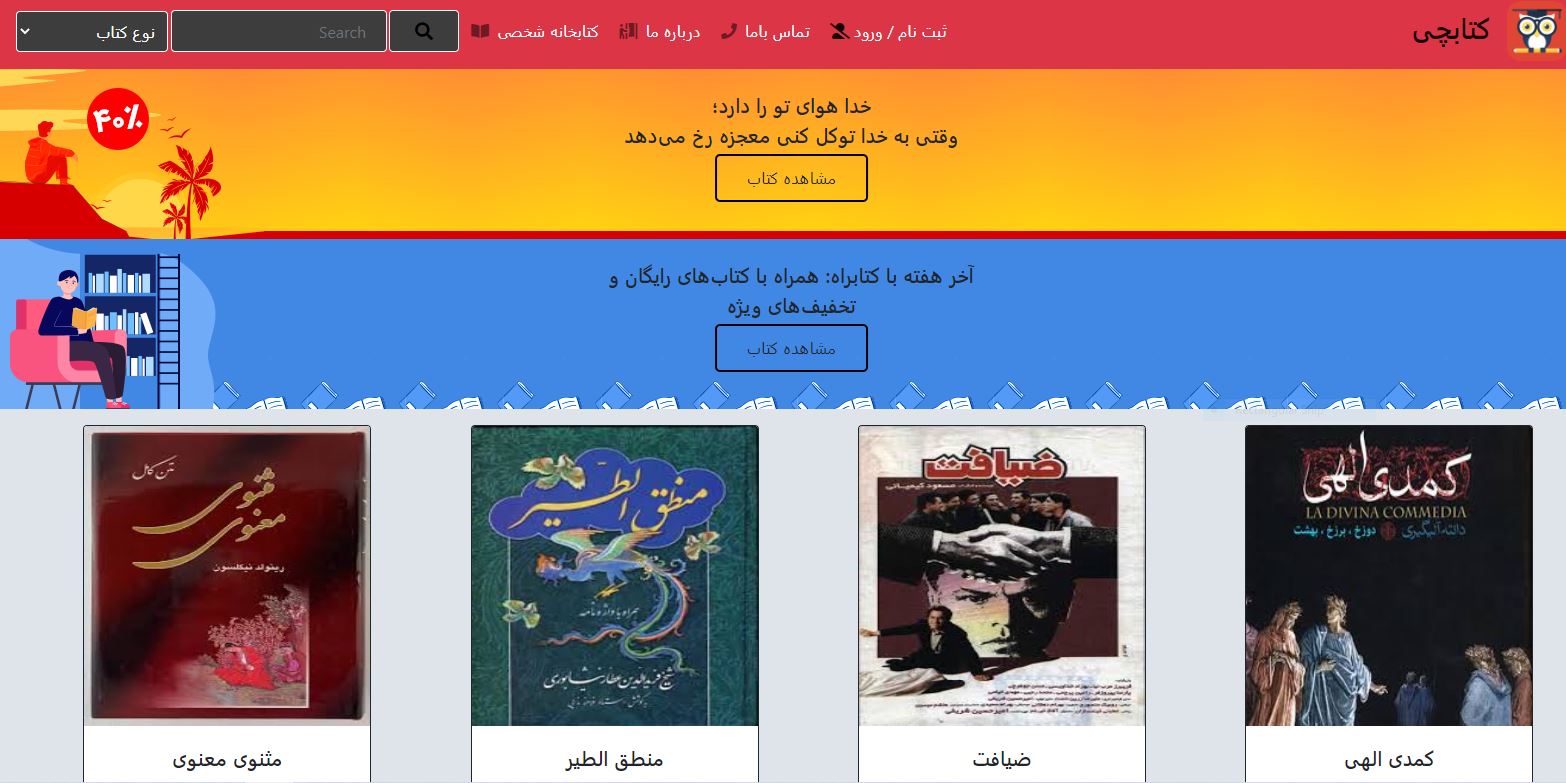 کتابچی
ثبت نام / ورود
تماس باما
درباره ما
کتابخانه شخصی
Search
نوع کتاب
۴۰٪
خدا هوای تو را دارد؛
وقتی به خدا توکل کنی معجزه رخ می‌دهد
مشاهده کتاب
آخر هفته با کتابراه: همراه با کتاب‌های رایگان و
تخفیف‌های ویژه
مشاهده کتاب
کمدی الهی
LA DIVINA COMMEDIA
دانته آلیگیری
دوزخ ، برزخ ، بهشت
کمدی الهی
ضیافت
مسعود کیمیائی
امیرحسین شریفی
ضیافت
منطق الطیر
همراه با واژه نامه
شیخ فریدالدین عطار نیشابوری
منطق الطیر
متن کامل
مثنوی
معنوی
رینولد نیکلسون
مثنوی معنوی